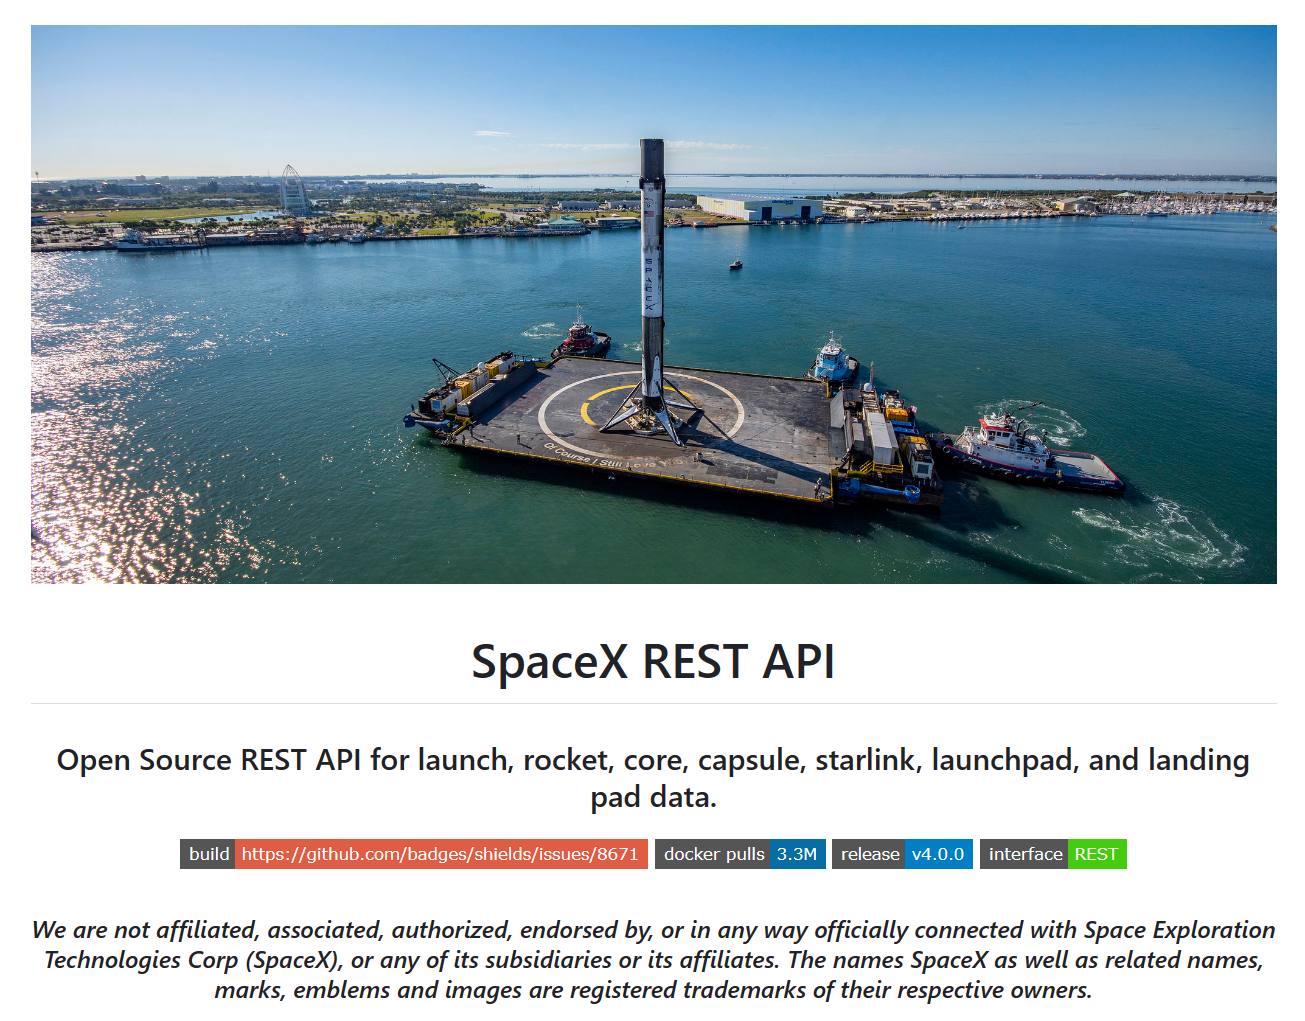 SPACEX
Of Course I Still Love You
SpaceX REST API
Open Source REST API for launch, rocket, core, capsule, starlink, launchpad, and landing
pad data.
build https://github.com/badges/shields/issues/8671 docker pulls 3.3M release v4.0.0 interface REST
We are not affiliated, associated, authorized, endorsed by, or in any way officially connected with Space Exploration
Technologies Corp (SpaceX), or any of its subsidiaries or its affiliates. The names SpaceX as well as related names,
marks, emblems and images are registered trademarks of their respective owners.